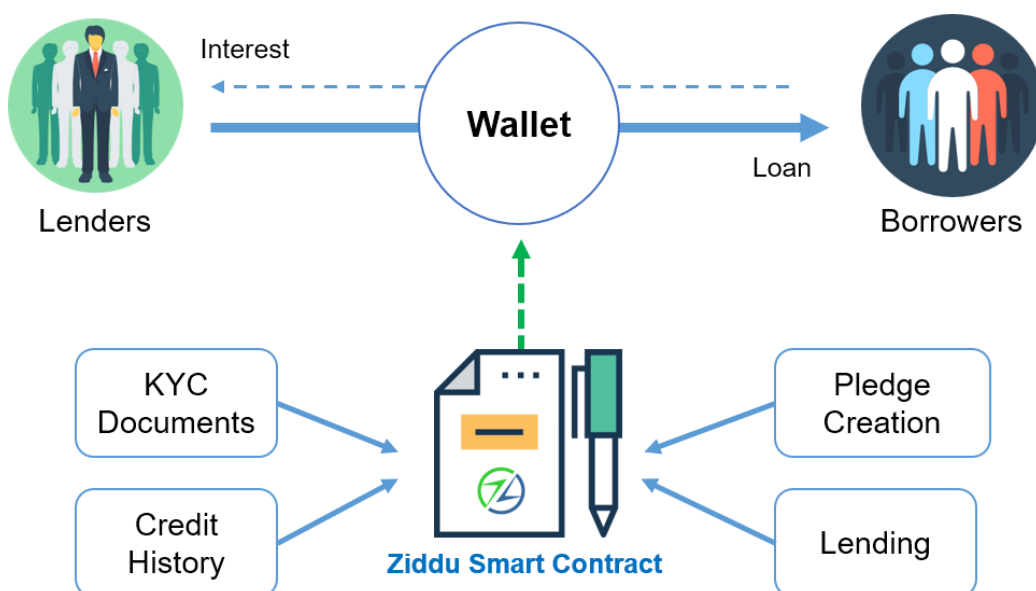 Interest
Wallet
Loan
Lenders
Borrowers
KYC
Documents
Pledge
Creation
Credit
History
Lending
Ziddu Smart Contract